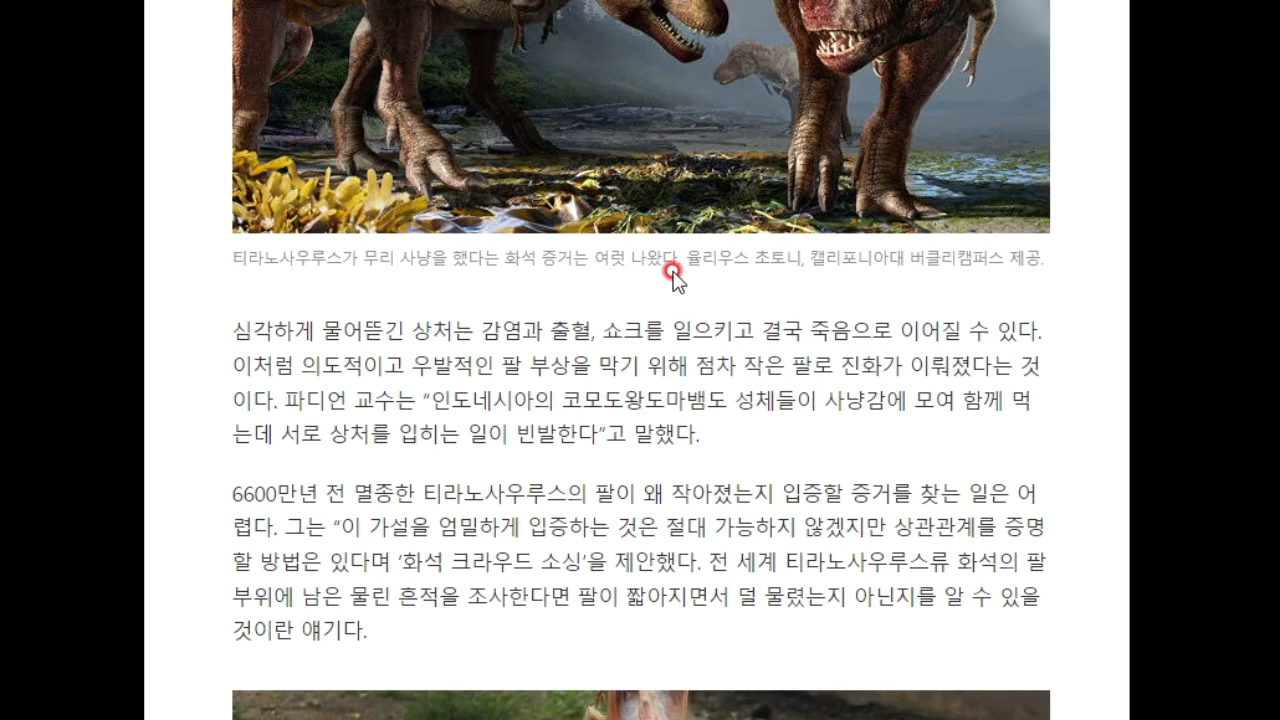 티라노사우루스가 무리 사냥을 했다는 화석 증거는 여럿 나왔다. 율리우스 초토니, 캘리포니아대 버클리캠퍼스 제공.
심각하게 물어뜯긴 상처는 감염과 출혈, 쇼크를 일으키고 결국 죽음으로 이어질 수 있다.
이처럼 의도적이고 우발적인 팔 부상을 막기 위해 점차 작은 팔로 진화가 이뤄졌다는 것
이다. 파디언 교수는 “인도네시아의 코모도왕도마뱀도 성체들이 사냥감에 모여 함께 먹
는데 서로 상처를 입히는 일이 빈발한다”고 말했다.
6600만년 전 멸종한 티라노사우루스의 팔이 왜 작아졌는지 입증할 증거를 찾는 일은 어
렵다. 그는 “이 가설을 엄밀하게 입증하는 것은 절대 가능하지 않겠지만 상관관계를 증명
할 방법은 있다며 ‘화석 크라우드 소싱’을 제안했다. 전 세계 티라노사우루스류 화석의 팔
부위에 남은 물린 흔적을 조사한다면 팔이 짧아지면서 덜 물렸는지 아닌지를 알 수 있을
것이란 얘기다.